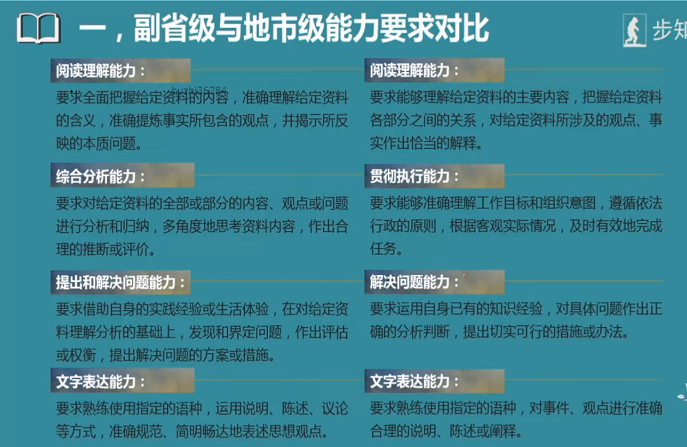 一，副省级与地市级能力要求对比
步知
阅读理解能力：
要求全面把握给定资料的内容，准确理解给定资料
的含义，准确提炼事实所包含的观点，并揭示所反
映的本质问题。
综合分析能力：
要求对给定资料的全部或部分的内容、观点或问题
进行分析和归纳，多角度地思考资料内容，作出合
理的推断或评价。
提出和解决问题能力：
要求借助自身的实践经验或生活体验，在对给定资
料理解分析的基础上，发现和界定问题，作出评估
或权衡，提出解决问题的方案或措施。
文字表达能力：
要求熟练使用指定的语种，运用说明、陈述、议论
等方式，准确规范、简明畅达地表述思想观点。
阅读理解能力：
要求能够理解给定资料的主要内容，把握给定资料
各部分之间的关系，对给定资料所涉及的观点、事
实作出恰当的解释。
贯彻执行能力：
要求能够准确理解工作目标和组织意图，遵循依法
行政的原则，根据客观实际情况，及时有效地完成
任务。
解决问题能力：
要求运用自身已有的知识经验，对具体问题作出正
确的分析判断，提出切实可行的措施或办法。
文字表达能力：
要求熟练使用指定的语种，对事件、观点进行准确
合理的说明、陈述或阐释。